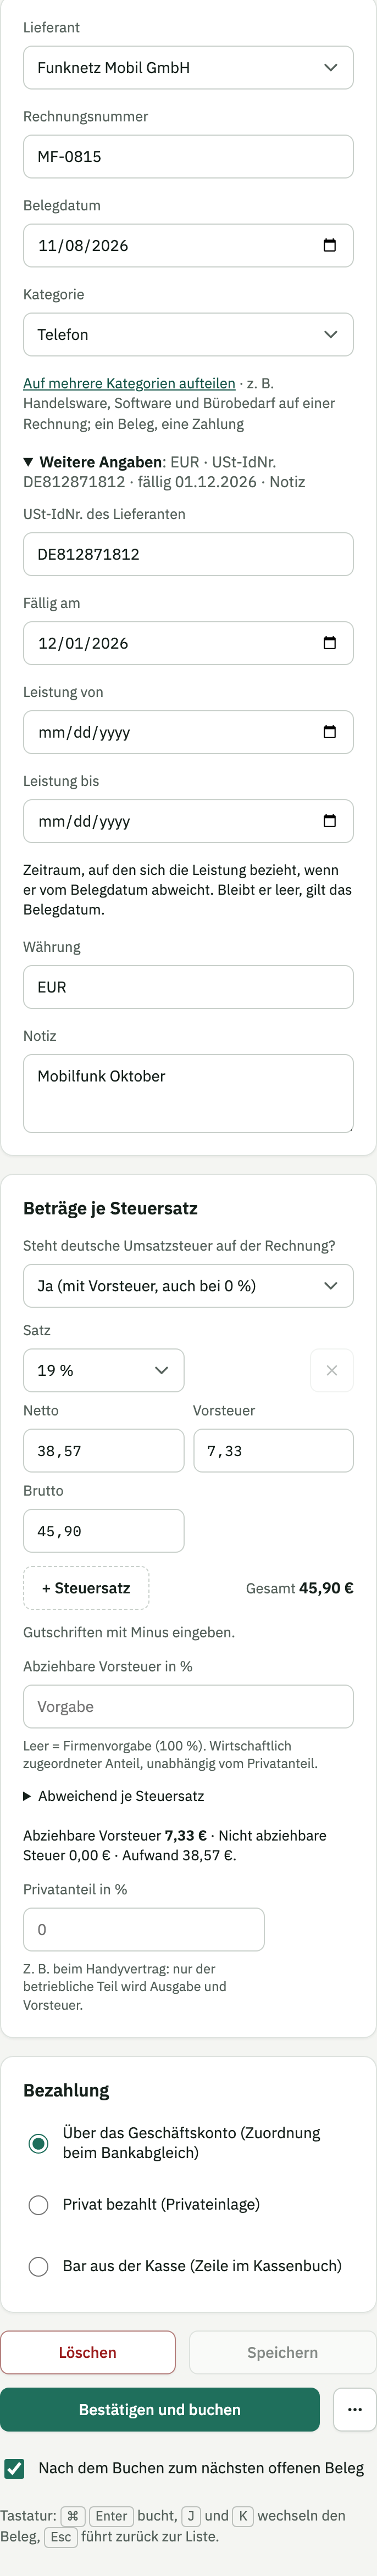 Lieferant
Funknetz Mobil GmbH
Rechnungsnummer
MF-0815
Belegdatum
11/08/2026
Kategorie
Telefon
Auf mehrere Kategorien aufteilen · z. B.
Handelsware, Software und Bürobedarf auf einer
Rechnung; ein Beleg, eine Zahlung
▼ Weitere Angaben: EUR · USt-IdNr.
DE812871812 · fällig 01.12.2026 · Notiz
USt-IdNr. des Lieferanten
DE812871812
Fällig am
12/01/2026
Leistung von
mm/dd/yyyy
Leistung bis
mm/dd/yyyy
Zeitraum, auf den sich die Leistung bezieht, wenn
er vom Belegdatum abweicht. Bleibt er leer, gilt das
Belegdatum.
Währung
EUR
Notiz
Mobilfunk Oktober
Beträge je Steuersatz
Steht deutsche Umsatzsteuer auf der Rechnung?
Ja (mit Vorsteuer, auch bei 0 %)
Satz
19 %
Netto Vorsteuer
38,57 7,33
Brutto
45,90
+ Steuersatz Gesamt 45,90 €
Gutschriften mit Minus eingeben.
Abziehbare Vorsteuer in %
Vorgabe
Leer = Firmenvorgabe (100 %). Wirtschaftlich
zugeordneter Anteil, unabhängig vom Privatanteil.
▶ Abweichend je Steuersatz
Abziehbare Vorsteuer 7,33 € · Nicht abziehbare
Steuer 0,00 € · Aufwand 38,57 €.
Privatanteil in %
0
Z. B. beim Handyvertrag: nur der
betriebliche Teil wird Ausgabe und
Vorsteuer.
Bezahlung
Über das Geschäftskonto (Zuordnung
beim Bankabgleich)
Privat bezahlt (Privateinlage)
Bar aus der Kasse (Zeile im Kassenbuch)
Löschen Speichern
Bestätigen und buchen ···
Nach dem Buchen zum nächsten offenen Beleg
Tastatur: ⌘ Enter bucht, J und K wechseln den
Beleg, Esc führt zurück zur Liste.